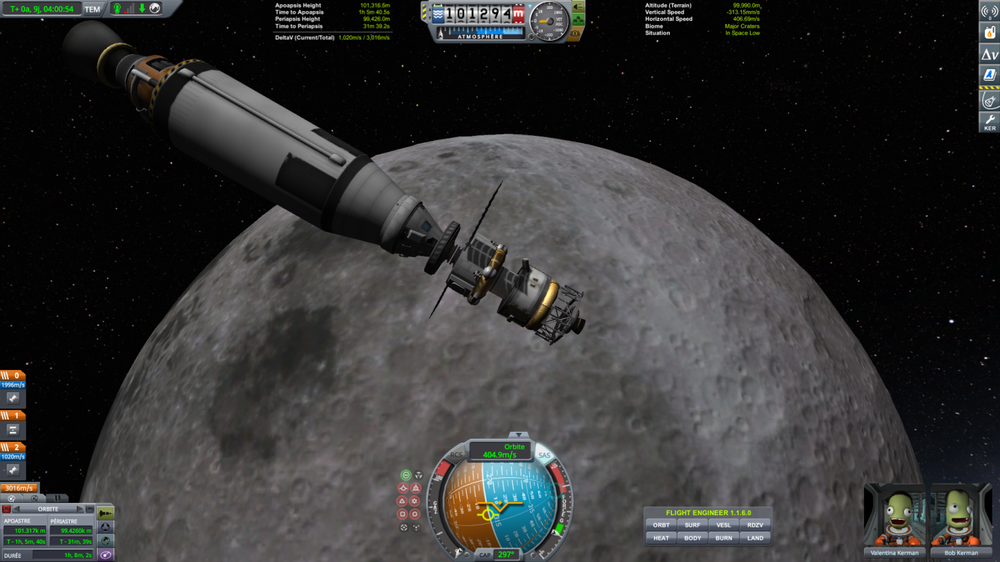 T+ 0a, 9j, 04:00:54 TEM
Apoapsis Height 101,316.5m
Time to Apoapsis 1h 5m 40.5s
Periapsis Height 99,426.0m
Time to Periapsis 31m 39.2s
DeltaV (Current/Total) 1,020m/s / 3,016m/s
101294 m
ATMOSPHÈRE
Altitude (Terrain) 99,990.0m
Vertical Speed -313.15mm/s
Horizontal Speed 406.69m/s
Biome Major Craters
Situation In Space Low
0
Δv
KER
0
1996m/s
1
2
1020m/s
3016m/s
ORBITE
APOASTRE PÉRIASTRE
101.317k m 99.4260k m
T - 1h, 5m, 40s T - 31m, 39s
DURÉE 1h, 8m, 2s
Orbite
404.9m/s
RCS SAS
GAZ
FORCE G
CAP 297°
FLIGHT ENGINEER 1.1.6.0
ORBT SURF VESL RDZV
HEAT BODY BURN LAND
Valentina Kerman Bob Kerman